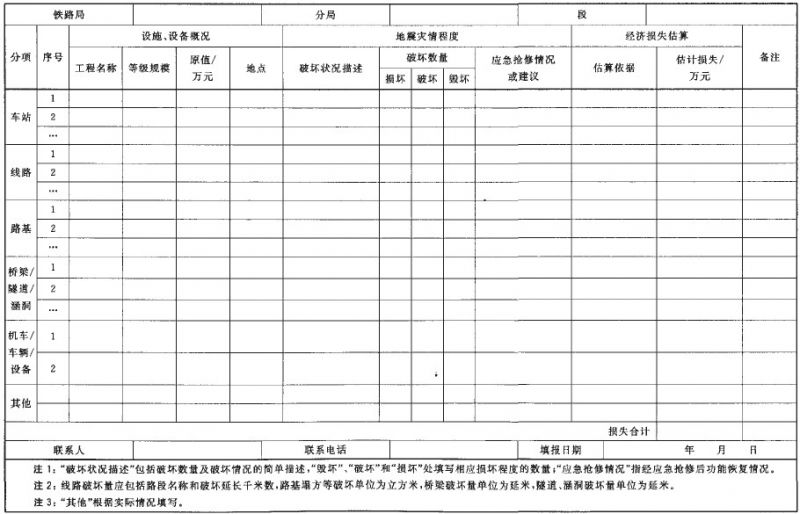 铁路局 分局 段
分项 序号 设施、设备概况 地震灾情程度 经济损失估算 备注
工程名称 等级规模 原值/万元 地点 破坏状况描述 破坏数量 应急抢修情况或建议 估算依据 估计损失/万元
损坏 破坏 毁坏
车站 1
2
…
线路 1
2
…
路基 1
2
…
桥梁/隧道/涵洞 1
2
…
机车/车辆/设备 1
2
其他
损失合计
联系人 联系电话 填报日期 年 月 日
注1:“破坏状况描述”包括破坏数量及破坏情况的简单描述,“毁坏”、“破坏”和“损坏”处填写相应损坏程度的数量;“应急抢修情况”指经应急抢修后功能恢复情况。
注2:线路破坏量应包括路段名称和破坏延长千米数,路基塌方等破坏单位为立方米,桥梁破坏量单位为延米,隧道、涵洞破坏量单位为延米。
注3:“其他”根据实际情况填写。